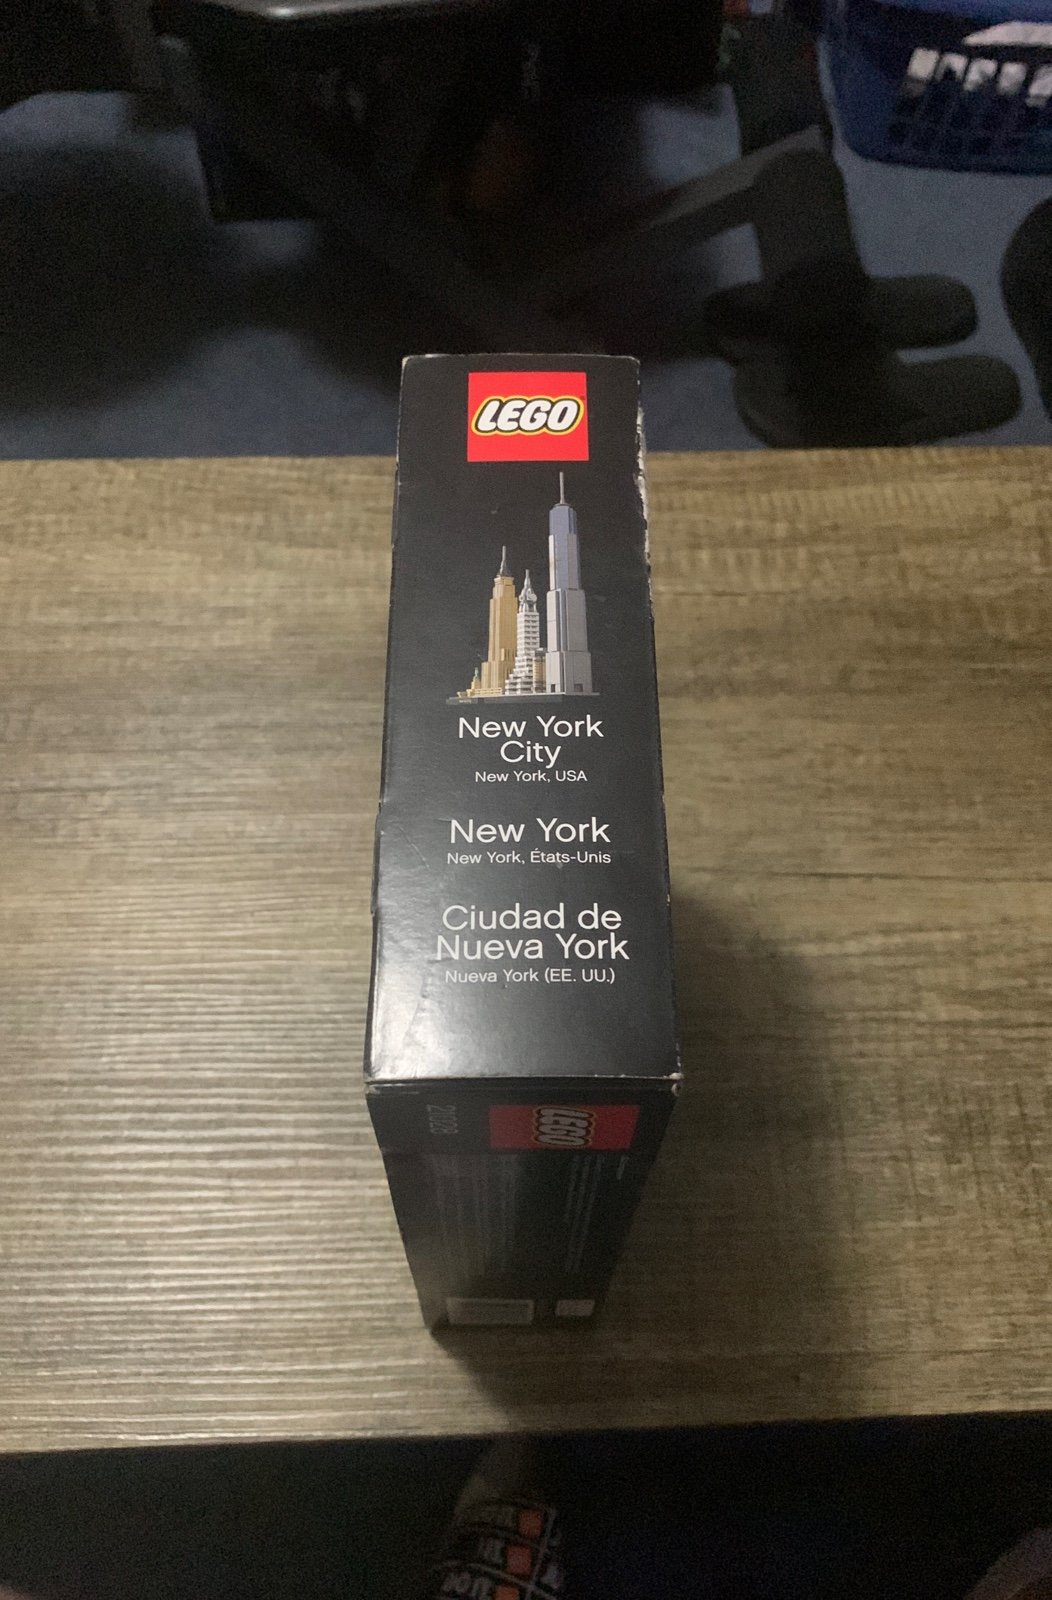 LEGO
New York
City
New York, USA
New York
New York, États-Unis
Ciudad de
Nueva York
Nueva York (EE. UU.)
21028
LEGO